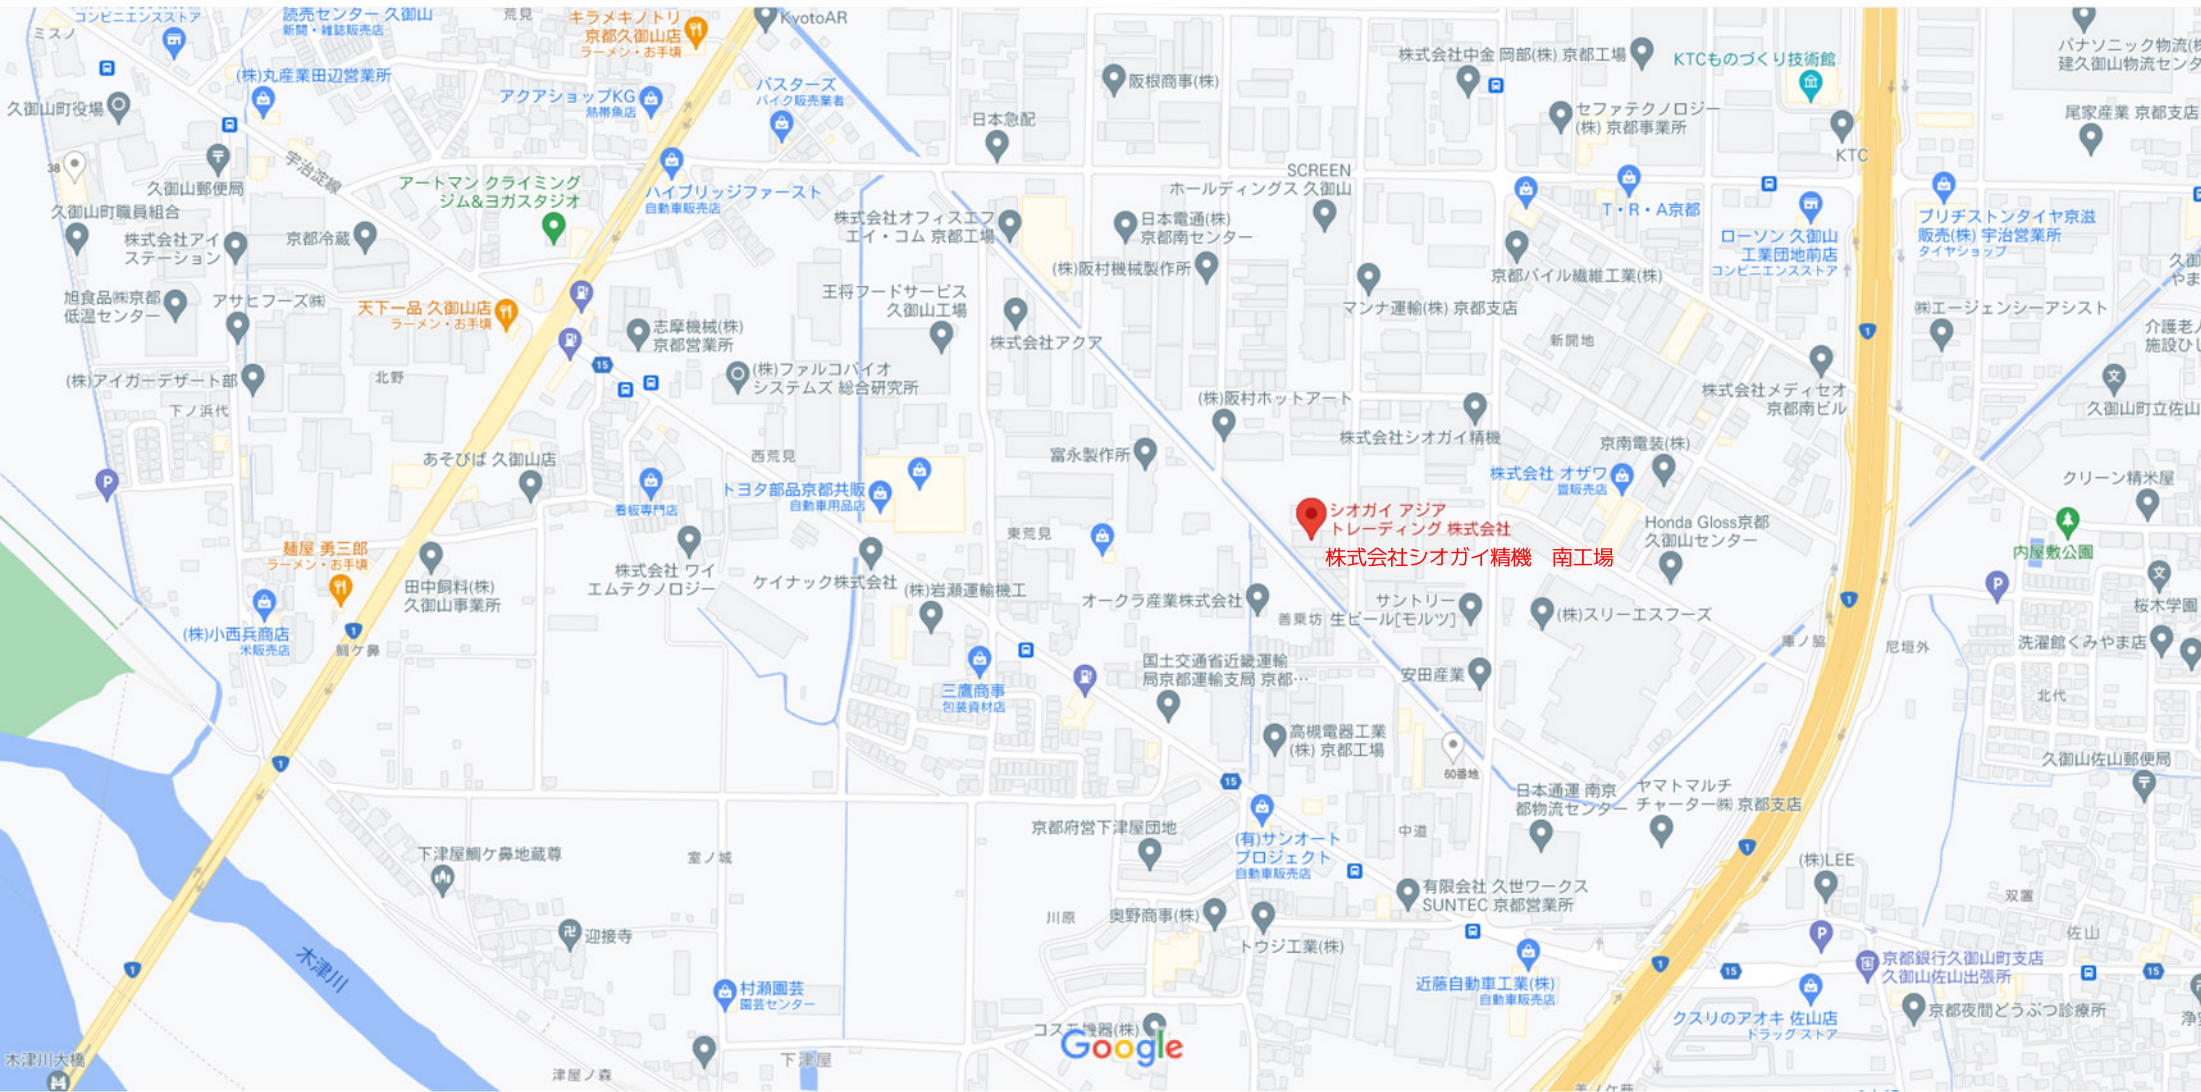 コンビニエンスストア
読売センター 久御山
新聞・雑誌販売店
荒見
キラメキノトリ
京都久御山店
ラーメン・お手頃
KyotoAR
ミスノ
(株)丸産業田辺営業所
久御山町役場
アクアショップKG
熱帯魚店
バスターズ
バイク販売業者
日本急配
阪根商事(株)
株式会社中金 岡部(株) 京都工場
KTCものづくり技術館
セファテクノロジー
(株) 京都事業所
KTC
尾家産業 京都支店
38
久御山郵便局
宇治淀線
アートマン クライミング
ジム&ヨガスタジオ
ハイブリッジファースト
自動車販売店
SCREEN
ホールディングス 久御山
T・R・A京都
久御山町職員組合
株式会社アイ
ステーション
京都冷蔵
株式会社オフィスエフ
エイ・コム 京都工場
日本電通(株)
京都南センター
(株)阪村機械製作所
京都パイル繊維工業(株)
ローソン 久御山
工業団地前店
コンビニエンスストア
ブリヂストンタイヤ京滋
販売(株) 宇治営業所
タイヤショップ
旭食品㈱京都
低温センター
アサヒフーズ㈱
天下一品 久御山店
ラーメン・お手頃
志摩機械(株)
京都営業所
王将フードサービス
久御山工場
株式会社アクア
マンナ運輸(株) 京都支店
新開地
㈱エージェンシーアシスト
1
15
(株)アイガーデザート部
北野
(株)ファルコバイオ
システムズ 総合研究所
(株)阪村ホットアート
株式会社シオガイ精機
株式会社メディセオ
京都南ビル
久御山町立佐山
下ノ浜代
あそびば 久御山店
西荒見
富永製作所
京南電装(株)
株式会社 オザワ
畳販売店
クリーン精米屋
P
看板専門店
トヨタ部品京都共販
自動車用品店
東荒見
シオガイ アジア
トレーディング 株式会社
株式会社シオガイ精機 南工場
Honda Gloss京都
久御山センター
内屋敷公園
麺屋 勇三郎
ラーメン・お手頃
田中飼料(株)
久御山事業所
株式会社 ワイ
エムテクノロジー
ケイナック株式会社
(株)岩瀬運輸機工
オークラ産業株式会社
善乗坊
サントリー
生ビール[モルツ]
(株)スリーエスフーズ
1
P
桜木学園
(株)小西兵商店
米販売店
1
鯛ケ鼻
三鷹商事
包装資材店
国土交通省近畿運輸
局京都運輸支局 京都…
安田産業
庫ノ脇
尼垣外
洗濯館くみやま店
北代
高槻電器工業
(株) 京都工場
60番地
久御山佐山郵便局
1
15
日本通運 南京
都物流センター
ヤマトマルチ
チャーター㈱ 京都支店
京都府営下津屋団地
(有)サンオート
プロジェクト
自動車販売店
中道
1
(株)LEE
下津屋鯛ケ鼻地蔵尊
室ノ城
有限会社 久世ワークス
SUNTEC 京都営業所
双置
川原
奥野商事(株)
トウジ工業(株)
迎接寺
佐山
P
木津川
1
村瀬園芸
園芸センター
近藤自動車工業(株)
自動車販売店
1
15
京都銀行久御山町支店
久御山佐山出張所
15
クスリのアオキ 佐山店
ドラッグストア
京都夜間どうぶつ診療所
コスモ機器(株)
Google
木津川大橋
津屋ノ森
下津屋